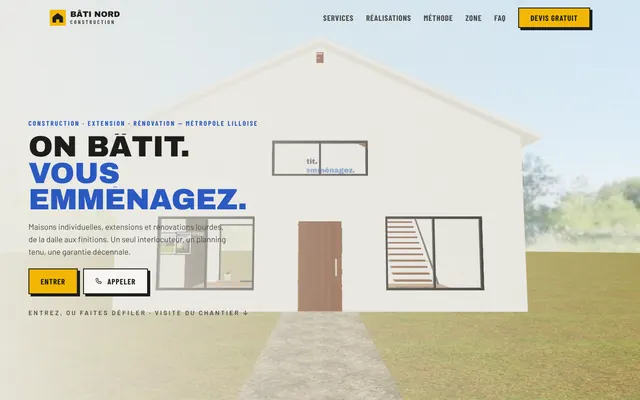 BÂTI NORD
CONSTRUCTION
SERVICES RÉALISATIONS MÉTHODE ZONE FAQ DEVIS GRATUIT
CONSTRUCTION · EXTENSION · RÉNOVATION — MÉTROPOLE LILLOISE
ON BÂTIT.
VOUS
EMMÉNAGEZ.
tit.
emménagez.
Maisons individuelles, extensions et rénovations lourdes,
de la dalle aux finitions. Un seul interlocuteur, un planning
tenu, une garantie décennale.
ENTRER APPELER
ENTREZ, OU FAITES DÉFILER · VISITE DU CHANTIER ↓